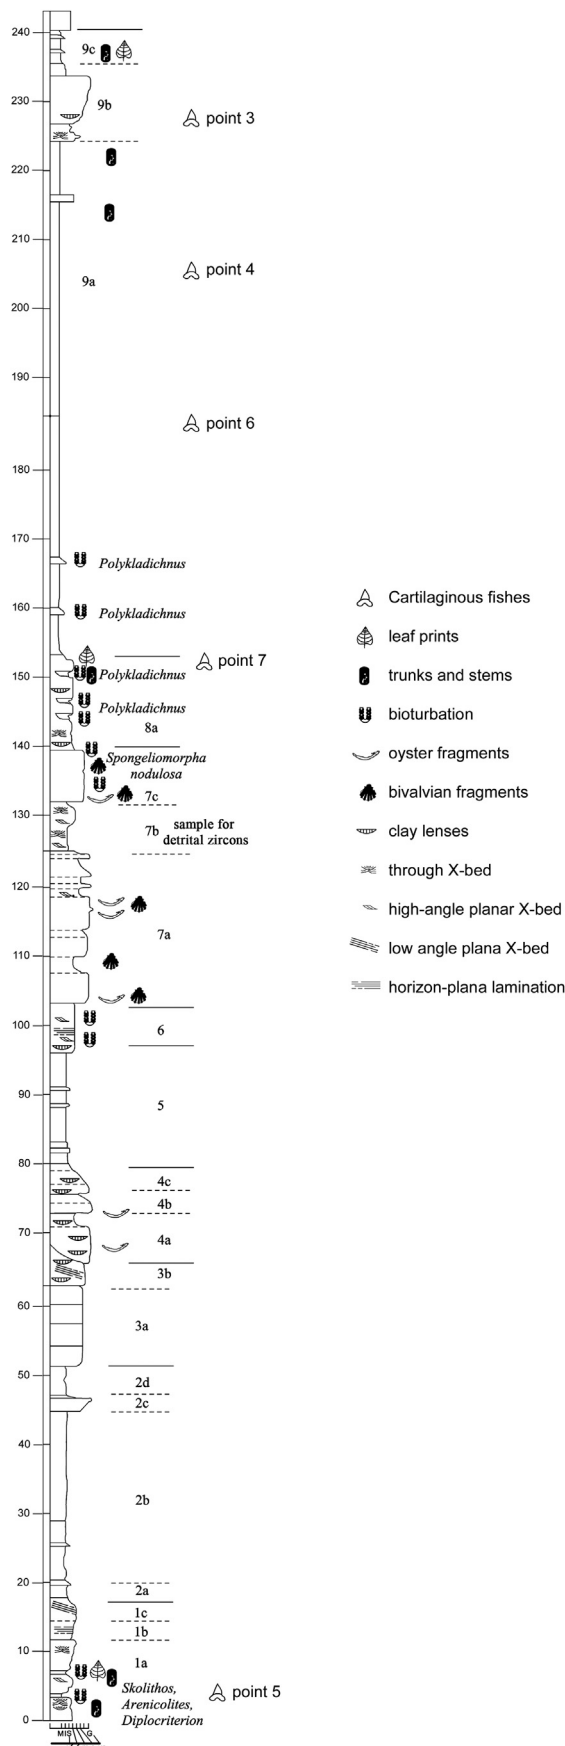 240
9c
9b
230
point 3
220
210
point 4
9a
200
190
point 6
180
170
Polykladichnus
160
Polykladichnus
point 7
150
Polykladichnus
Polykladichnus
8a
140
Spongeliomorpha
nodulosa
7c
130
7b
sample for
detrital zircons
120
7a
110
100
6
90
5
80
4c
4b
70
4a
3b
60
3a
50
2d
2c
40
2b
30
20
2a
1c
1b
10
1a
Skolithos,
Arenicolites,
Diplocriterion
point 5
0
MIS
G
Cartilaginous fishes
leaf prints
trunks and stems
bioturbation
oyster fragments
bivalvian fragments
clay lenses
through X-bed
high-angle planar X-bed
low angle plana X-bed
horizon-plana lamination